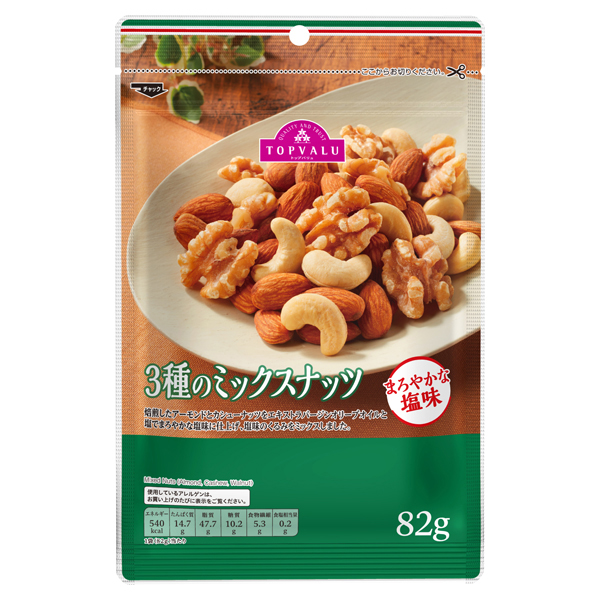 ここからお切りください。
チャック
QUALITY AND TRUST
TOPVALU
トップバリュ
3種のミックスナッツ
まろやかな
塩味
焙煎したアーモンドとカシューナッツをエキストラバージンオリーブオイルと
塩でまろやかな塩味に仕上げ、塩味のくるみをミックスしました。
Mixed Nuts (Almond, Cashew, Walnut)
使用しているアレルゲンは、
お買い上げのたびに表示をご覧ください。
エネルギー たんぱく質 脂質 糖質 食物繊維 食塩相当量
540 kcal 14.7 g 47.7 g 10.2 g 5.3 g 0.2 g
1袋(82g)当たり
82g